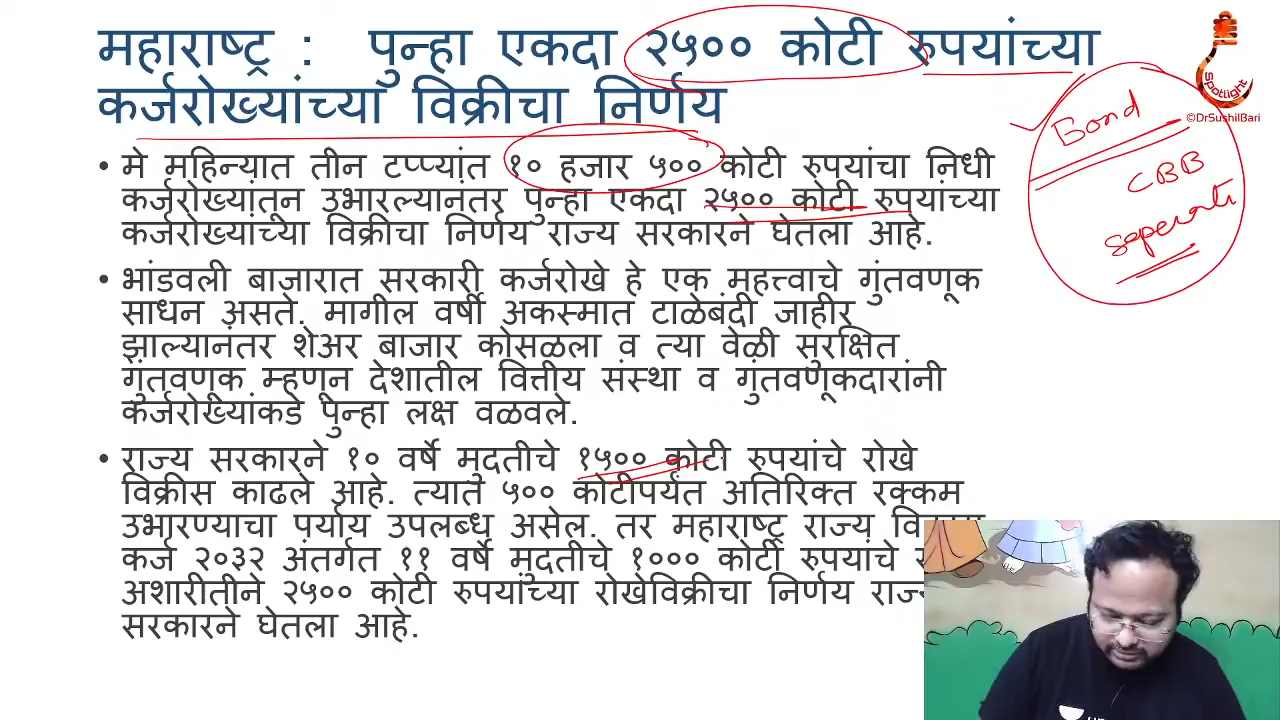 महाराष्ट्र : पुन्हा एकदा २५०० कोटी रुपयांच्या
कर्जरोख्यांच्या विक्रीचा निर्णय
Spotlight
©DrSushilBari
Bond
CBB
seperate
• मे महिन्यात तीन टप्प्यांत १० हजार ५०० कोटी रुपयांचा निधी
कर्जरोख्यांतून उभारल्यानंतर पुन्हा एकदा २५०० कोटी रुपयांच्या
कर्जरोख्यांच्या विक्रीचा निर्णय राज्य सरकारने घेतला आहे.
• भांडवली बाजारात सरकारी कर्जरोखे हे एक महत्त्वाचे गुंतवणूक
साधन असते. मागील वर्षी अकस्मात टाळेबंदी जाहीर
झाल्यानंतर शेअर बाजार कोसळला व त्या वेळी सुरक्षित
गुंतवणूक म्हणून देशातील वित्तीय संस्था व गुंतवणूकदारांनी
कर्जरोख्यांकडे पुन्हा लक्ष वळवले.
• राज्य सरकारने १० वर्षे मुदतीचे १५०० कोटी रुपयांचे रोखे
विक्रीस काढले आहे. त्यात ५०० कोटीपर्यंत अतिरिक्त रक्कम
उभारण्याचा पर्याय उपलब्ध असेल. तर महाराष्ट्र राज्य
कर्ज २०३२ अंतर्गत ११ वर्षे मुदतीचे १००० कोटी रुपयांचे
अशारीतीने २५०० कोटी रुपयांच्या रोखेविक्रीचा निर्णय
सरकारने घेतला आहे.